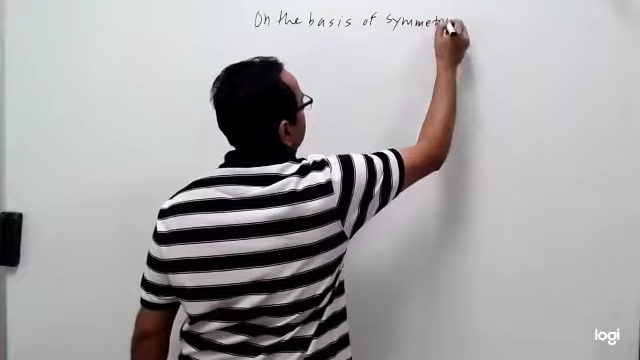 On the basis of symmet
logi